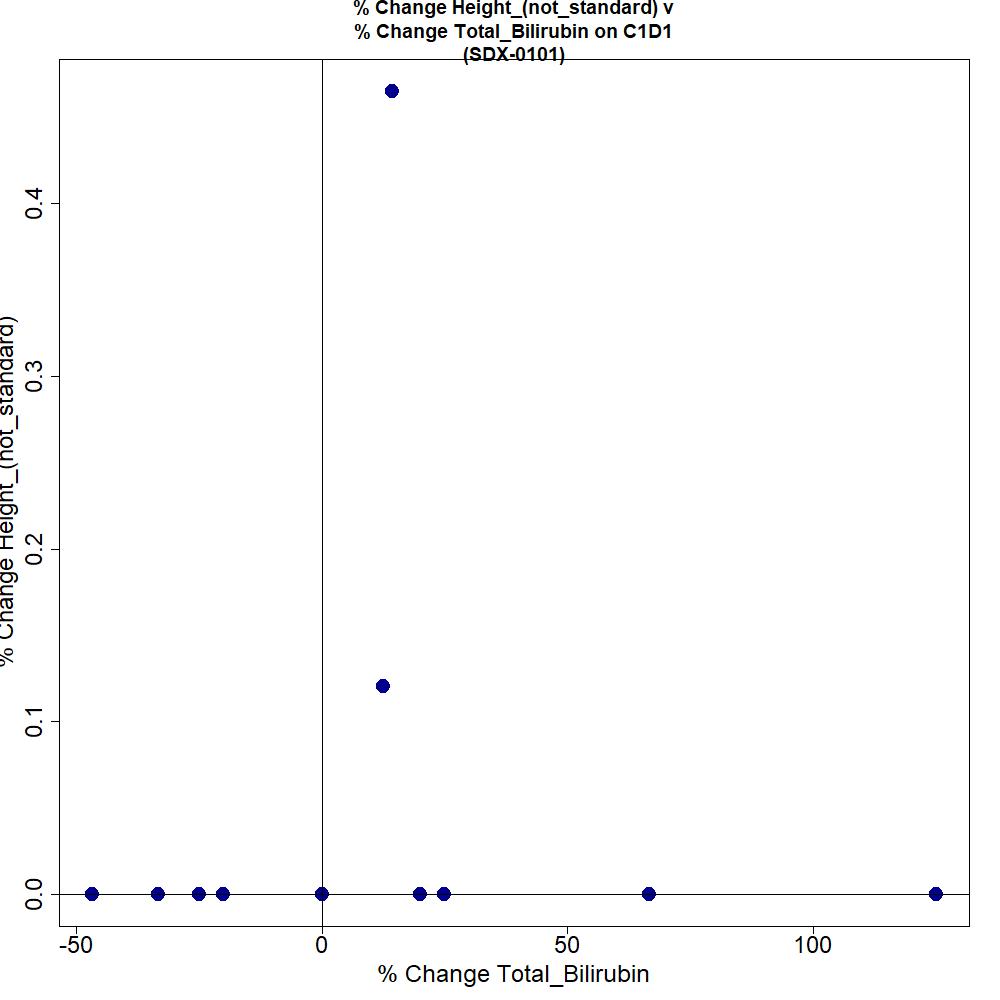 % Change Height_(not_standard) v
% Change Total_Bilirubin on C1D1
(SDX-0101)
% Change Height_(not_standard)
0.4
0.3
0.2
0.1
0.0
-50
0
50
100
% Change Total_Bilirubin